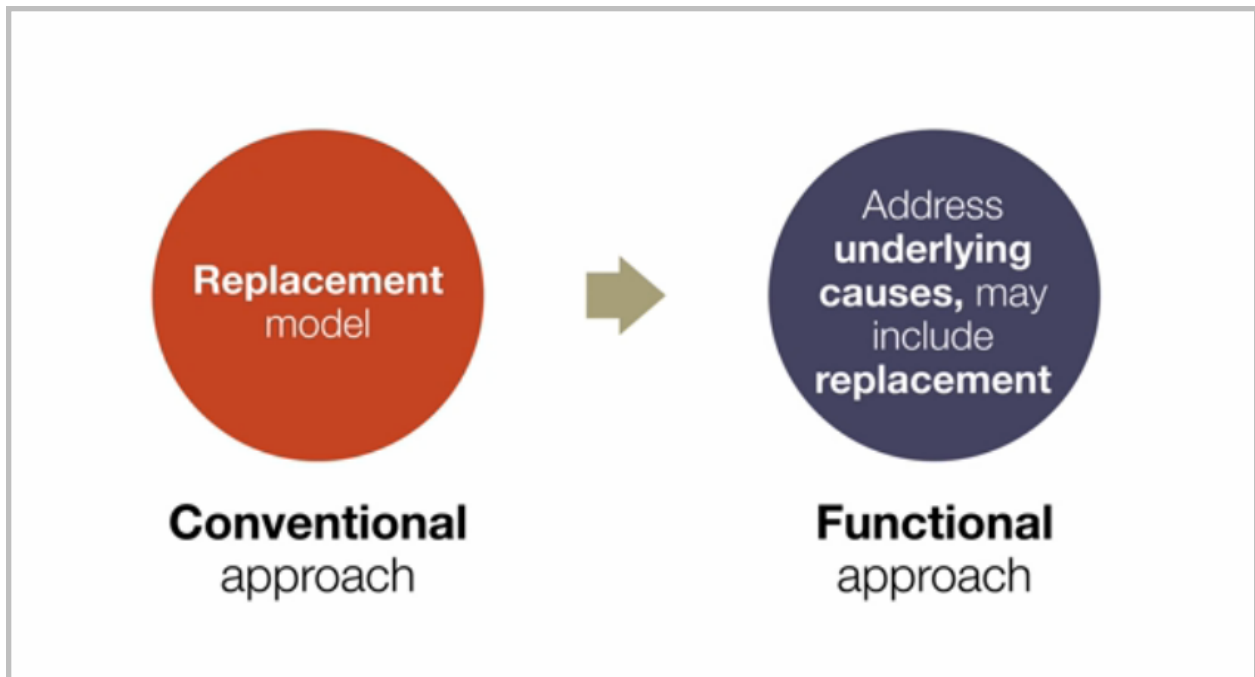 Replacement
model
Address
underlying
causes, may
include
replacement
Conventional
approach
Functional
approach